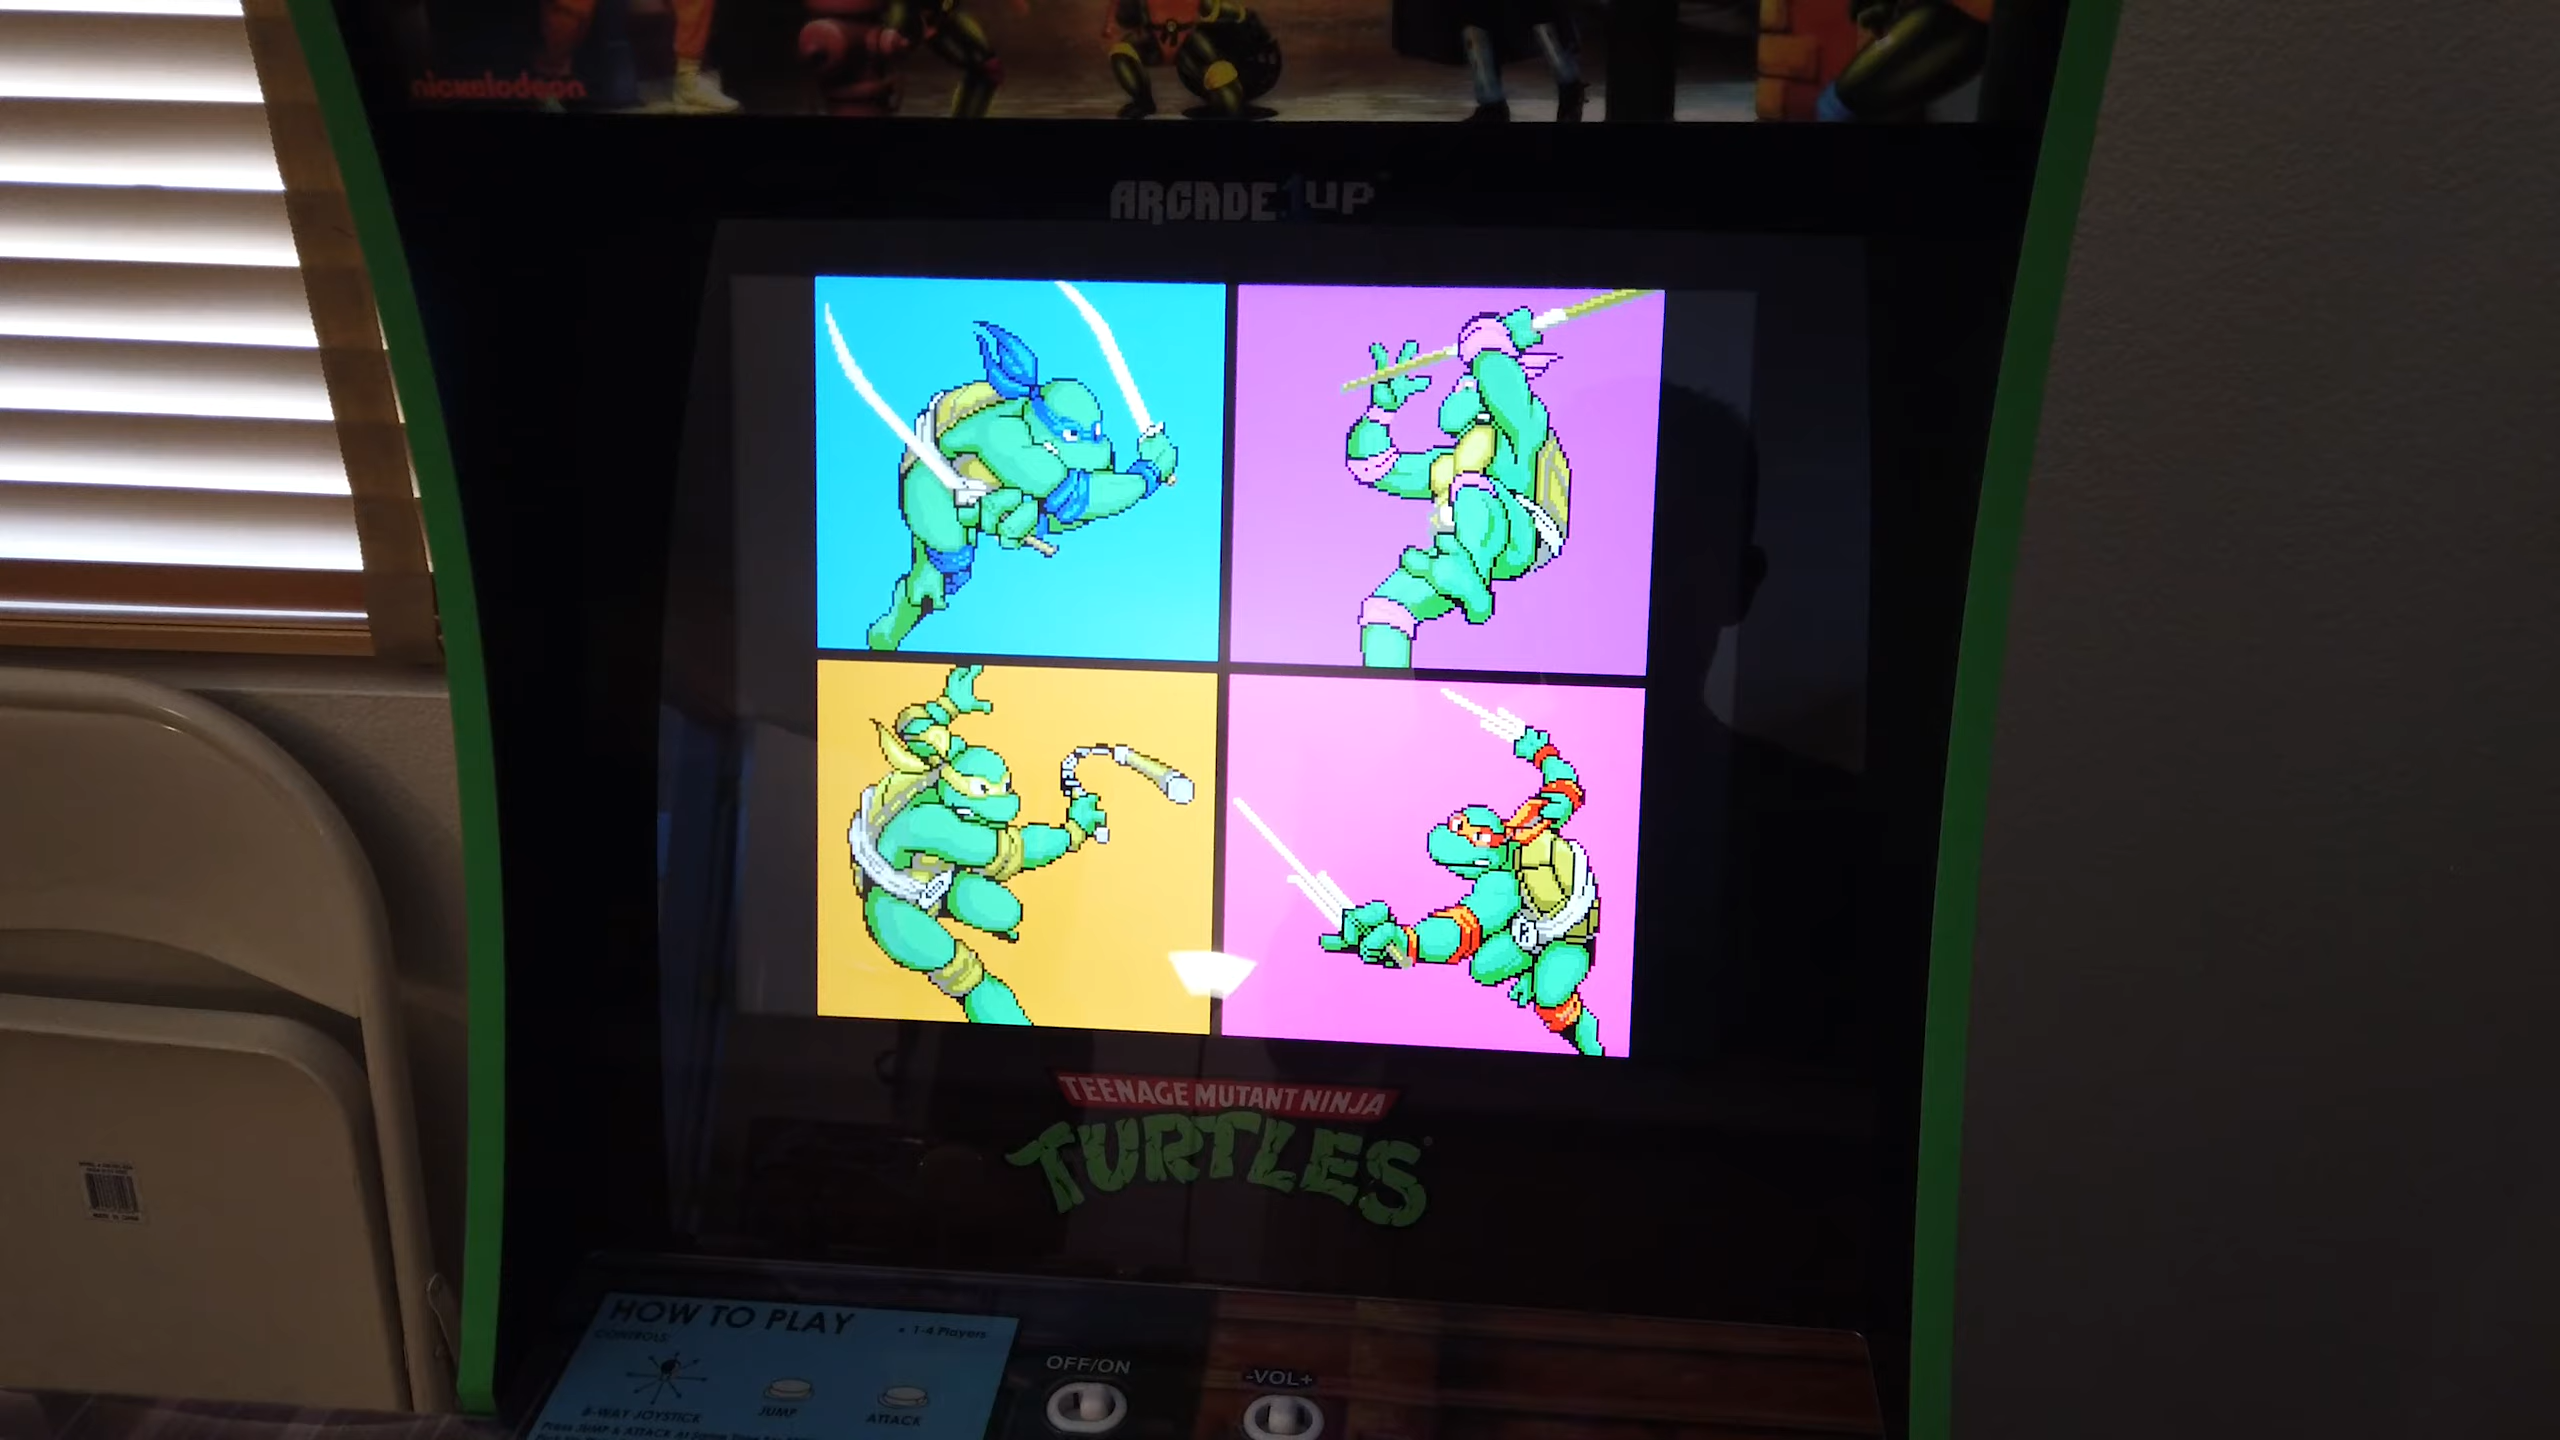 nickelodeon
ARCADE1UP
R
TEENAGE MUTANT NINJA
TURTLES
HOW TO PLAY
• 1-4 Players
CONTROLS:
8-WAY JOYSTICK
JUMP
ATTACK
OFF/ON
-VOL+